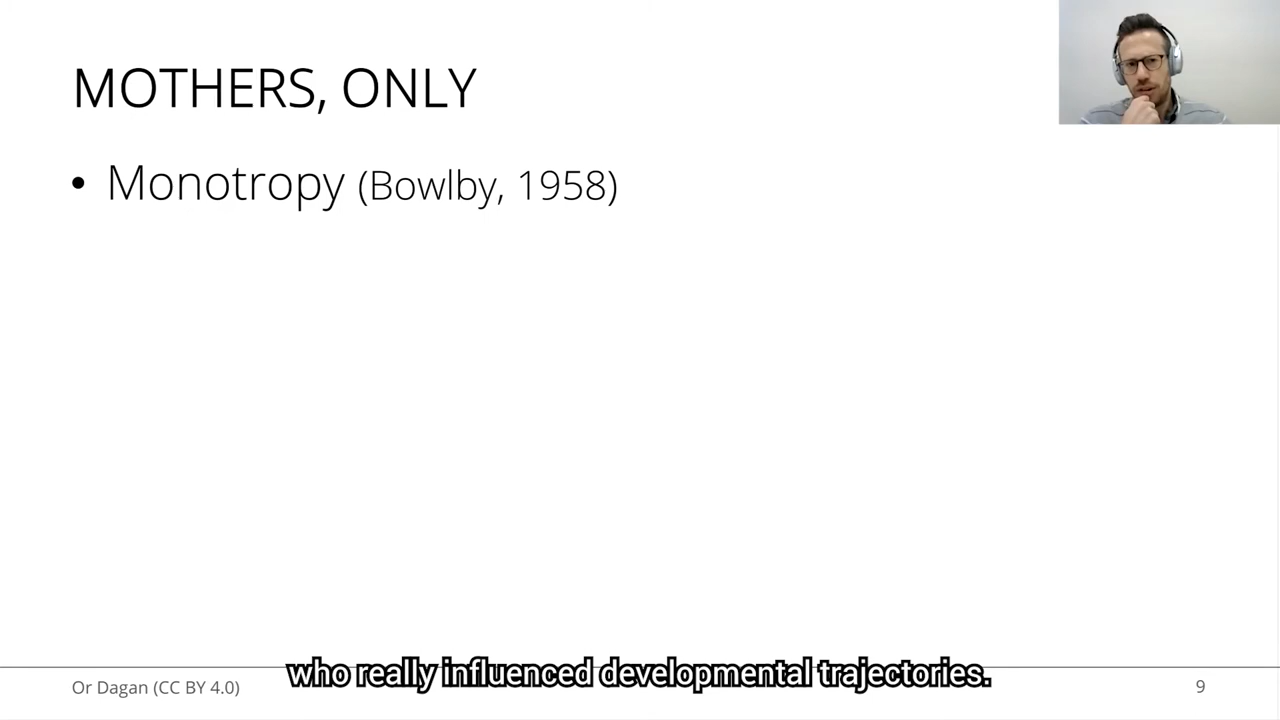 MOTHERS, ONLY
• Monotropy (Bowlby, 1958)
who really influenced developmental trajectories.
Or Dagan (CC BY 4.0)
9